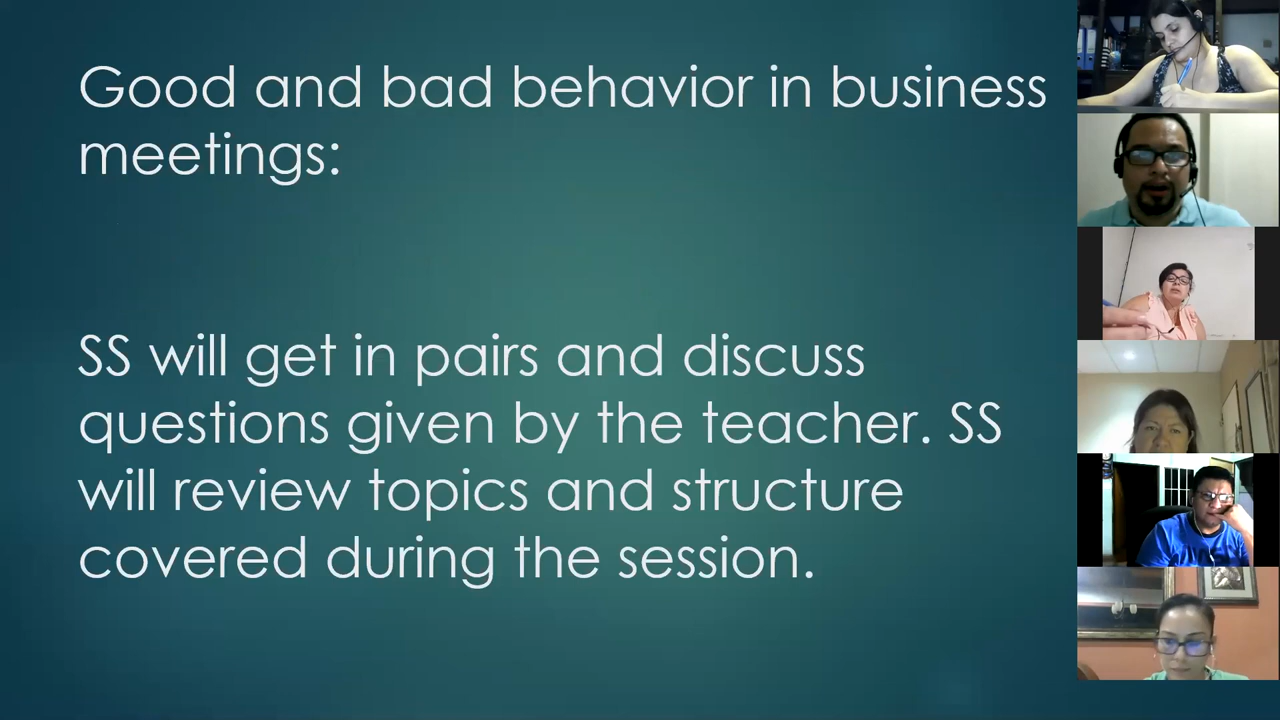 Good and bad behavior in business
meetings:
SS will get in pairs and discuss
questions given by the teacher. SS
will review topics and structure
covered during the session.